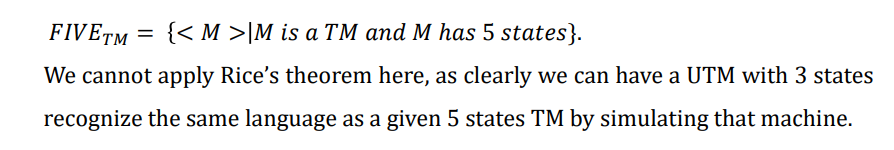 FIVE_TM = {< M >|M is a TM and M has 5 states}.
We cannot apply Rice's theorem here, as clearly we can have a UTM with 3 states
recognize the same language as a given 5 states TM by simulating that machine.